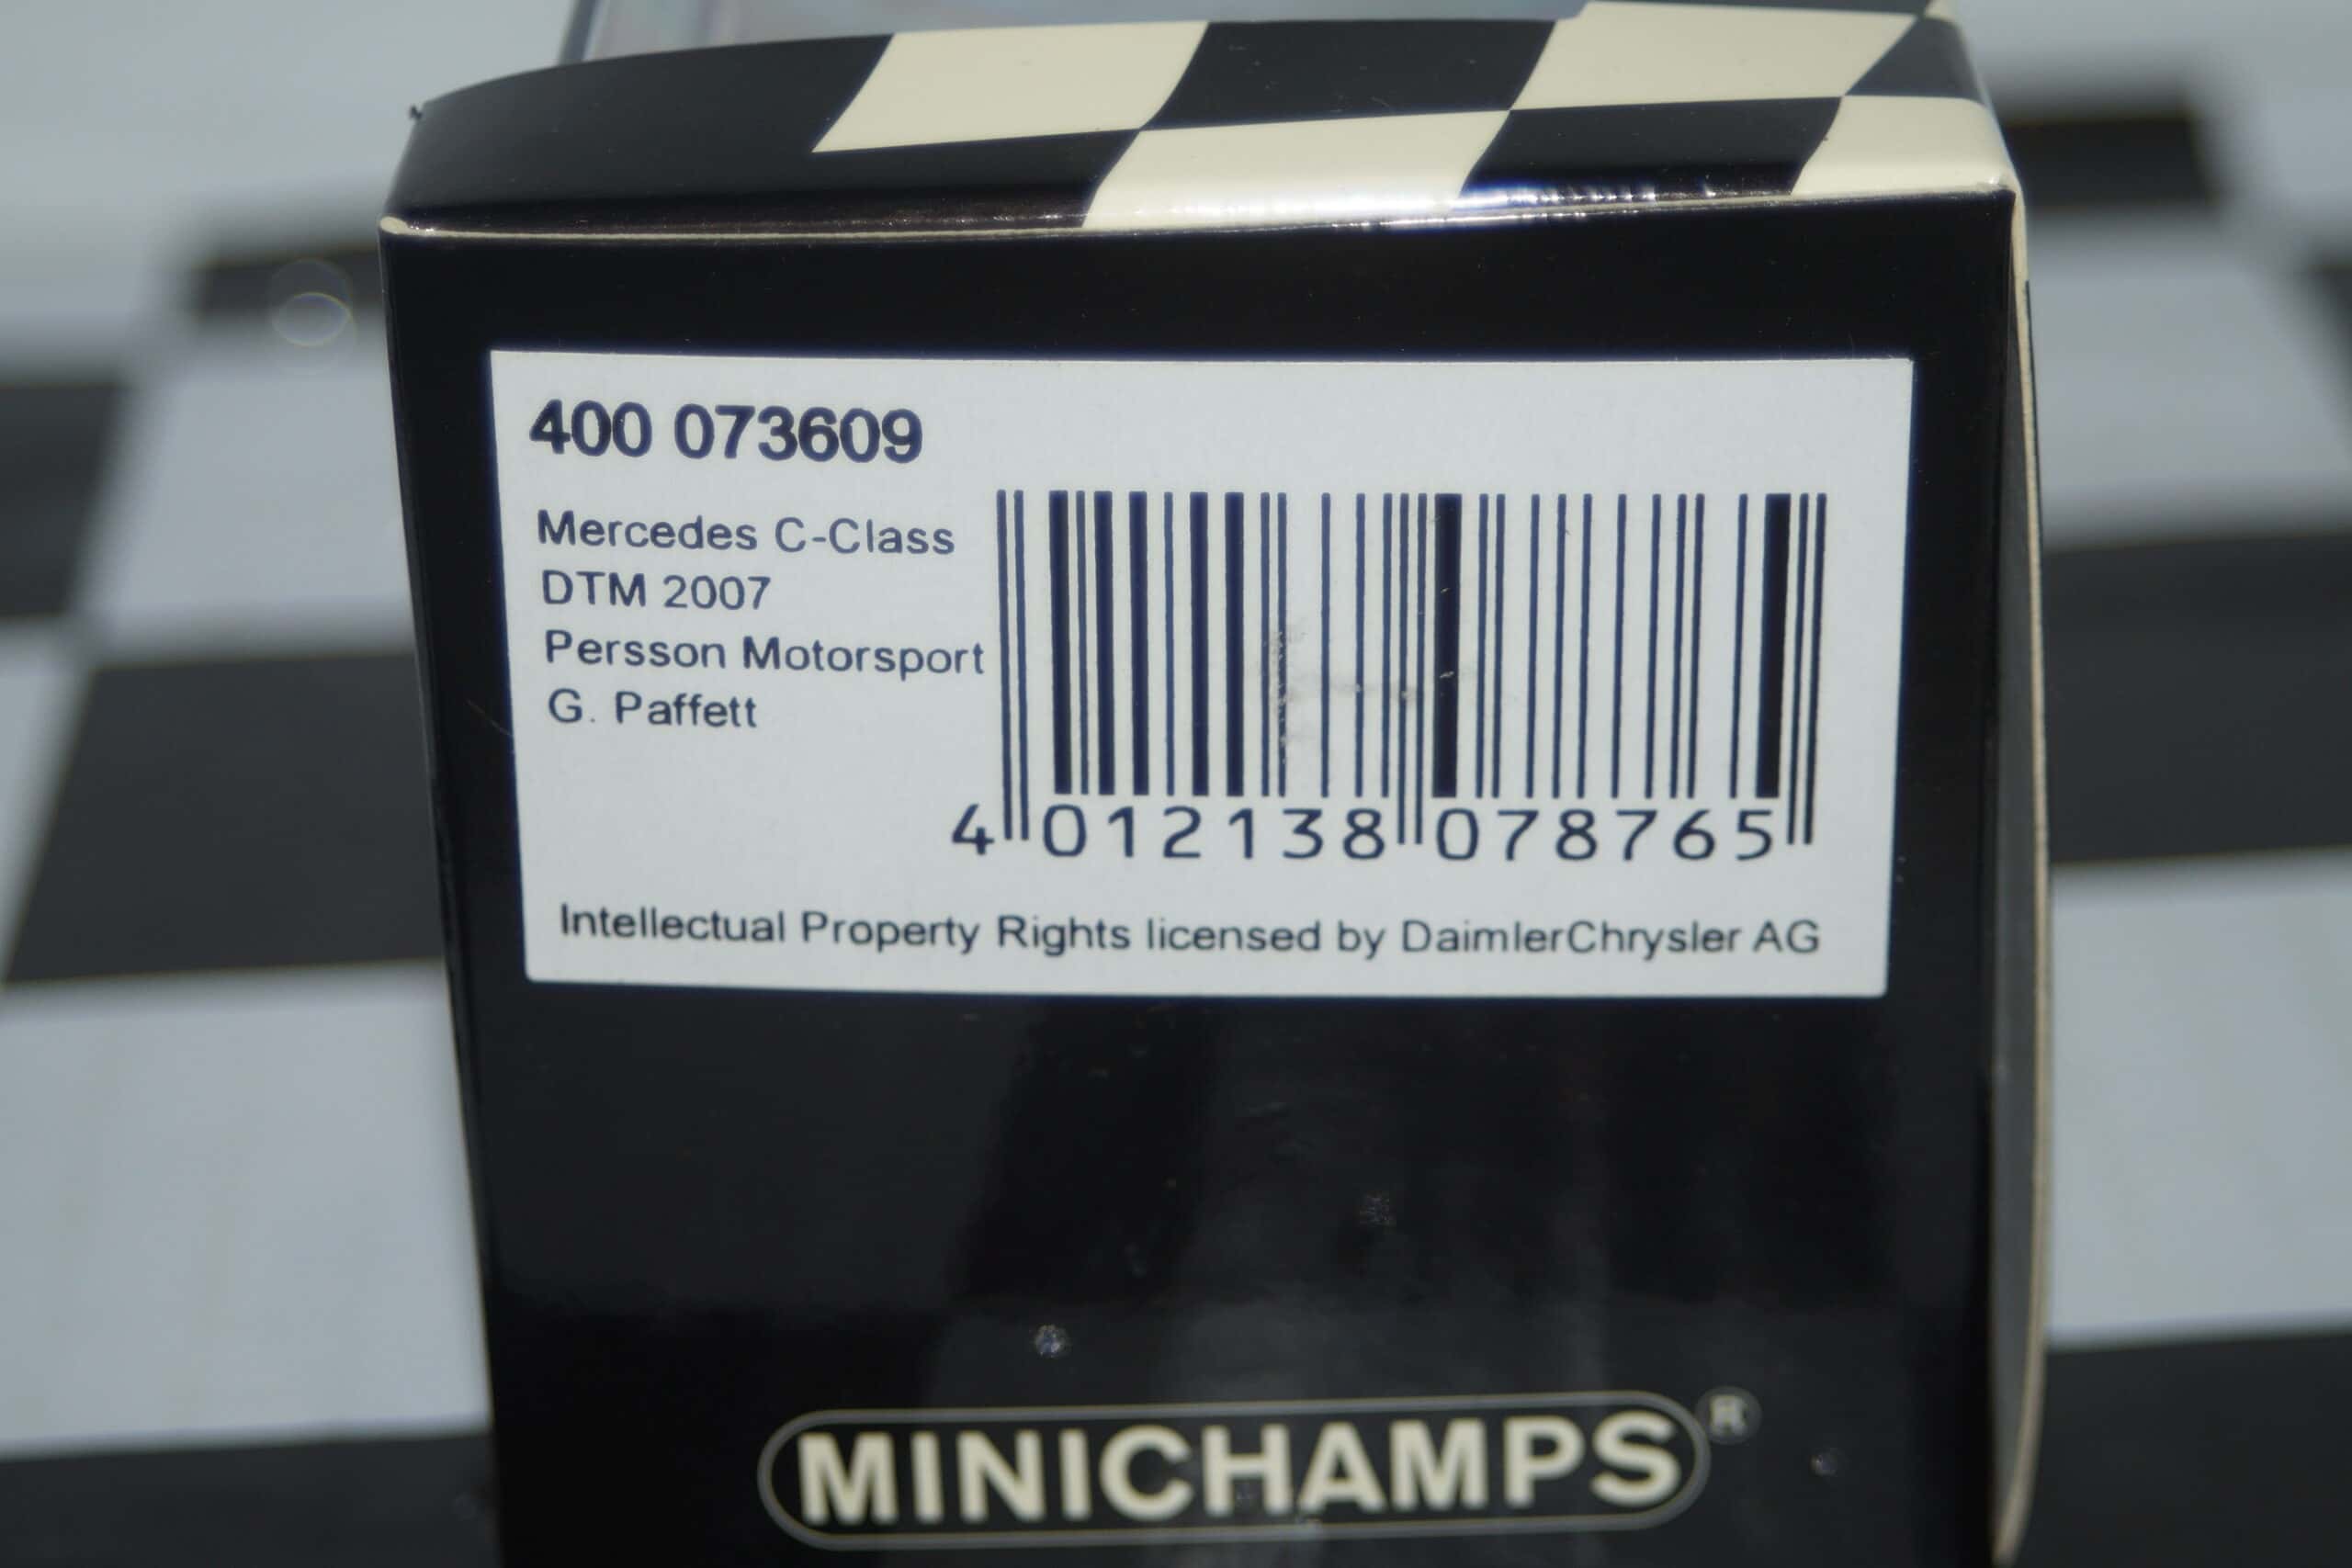 400 073609
Mercedes C-Class
DTM 2007
Persson Motorsport
G. Paffett
4 012138 078765
Intellectual Property Rights licensed by DaimlerChrysler AG
MINICHAMPS®